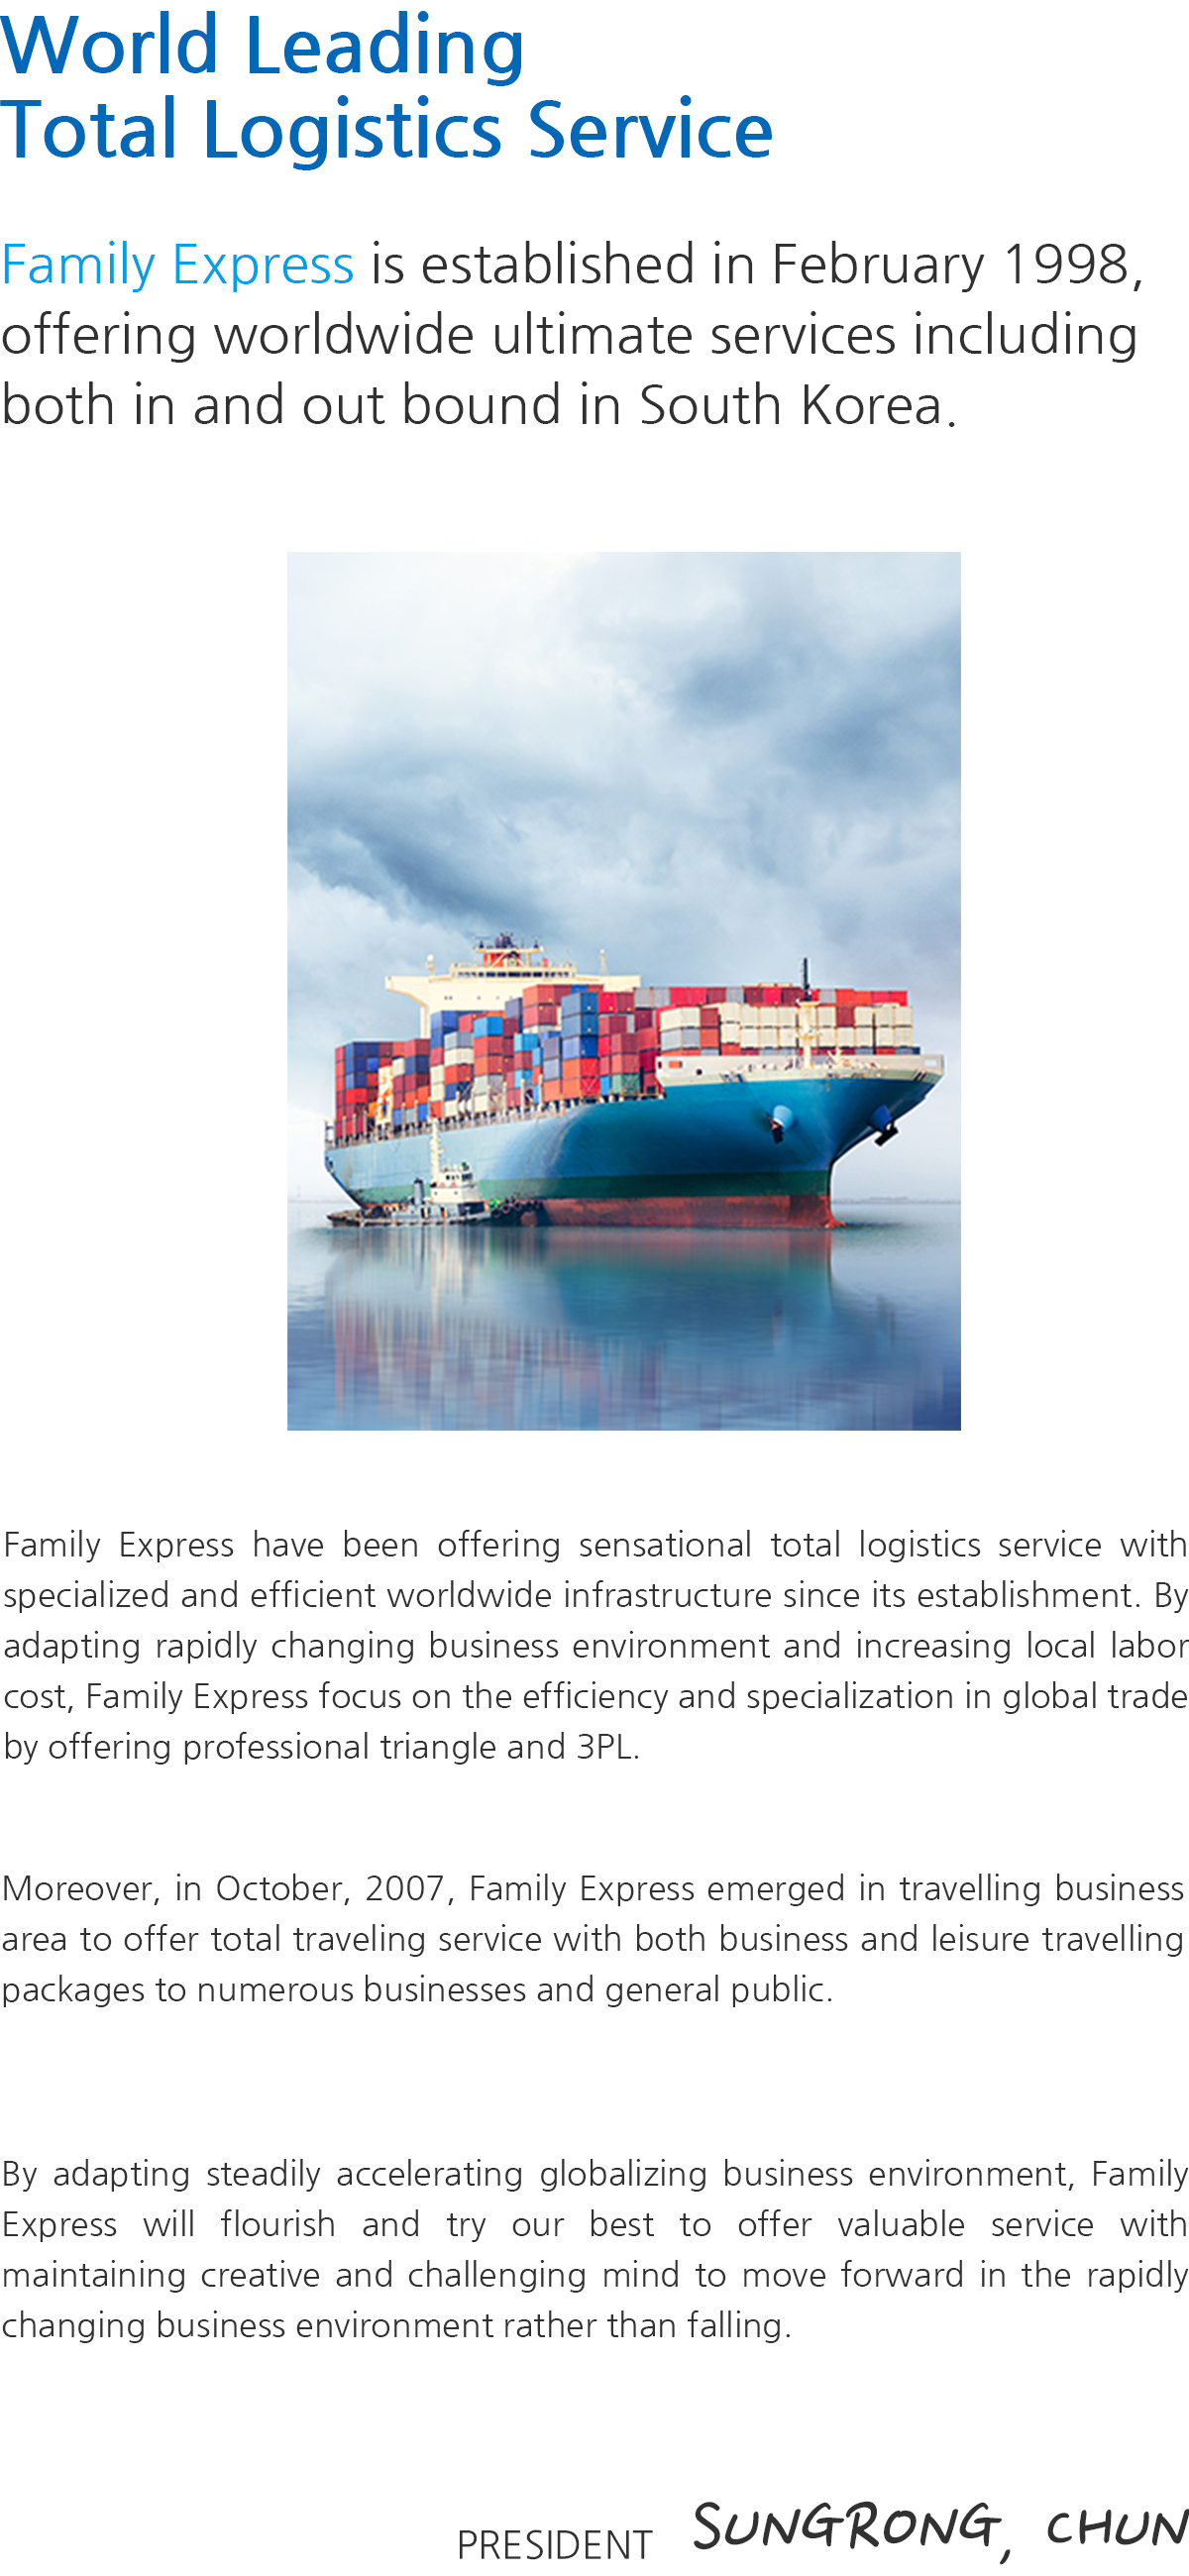 World Leading
Total Logistics Service
Family Express is established in February 1998,
offering worldwide ultimate services including
both in and out bound in South Korea.
Family Express have been offering sensational total logistics service with
specialized and efficient worldwide infrastructure since its establishment. By
adapting rapidly changing business environment and increasing local labor
cost, Family Express focus on the efficiency and specialization in global trade
by offering professional triangle and 3PL.
Moreover, in October, 2007, Family Express emerged in travelling business
area to offer total traveling service with both business and leisure travelling
packages to numerous businesses and general public.
By adapting steadily accelerating globalizing business environment, Family
Express will flourish and try our best to offer valuable service with
maintaining creative and challenging mind to move forward in the rapidly
changing business environment rather than falling.
PRESIDENT SUNGRONG, CHUN